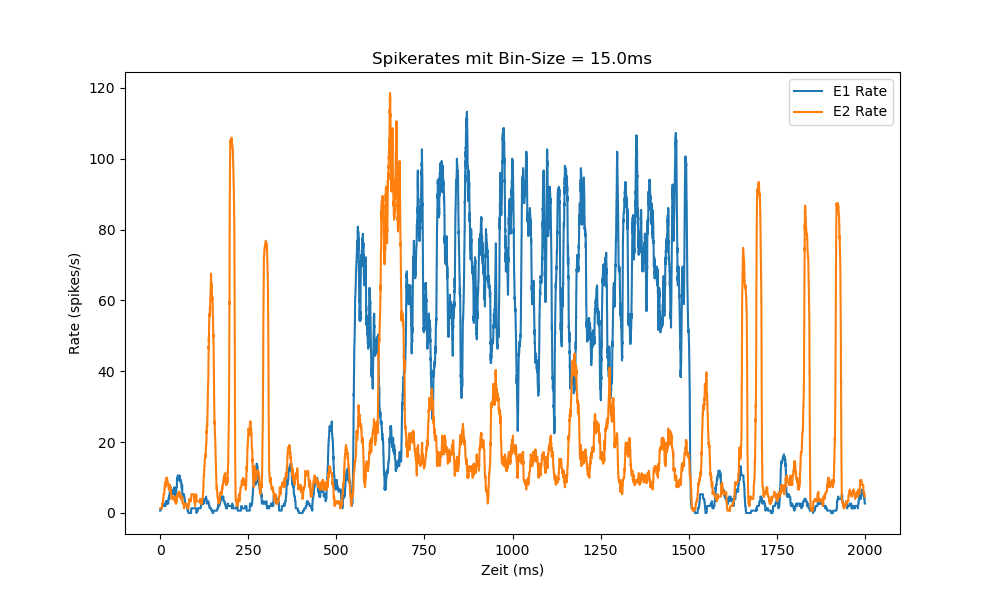 Spikerates mit Bin-Size = 15.0ms
E1 Rate
E2 Rate
Rate (spikes/s)
120
100
80
60
40
20
0
0 250 500 750 1000 1250 1500 1750 2000
Zeit (ms)